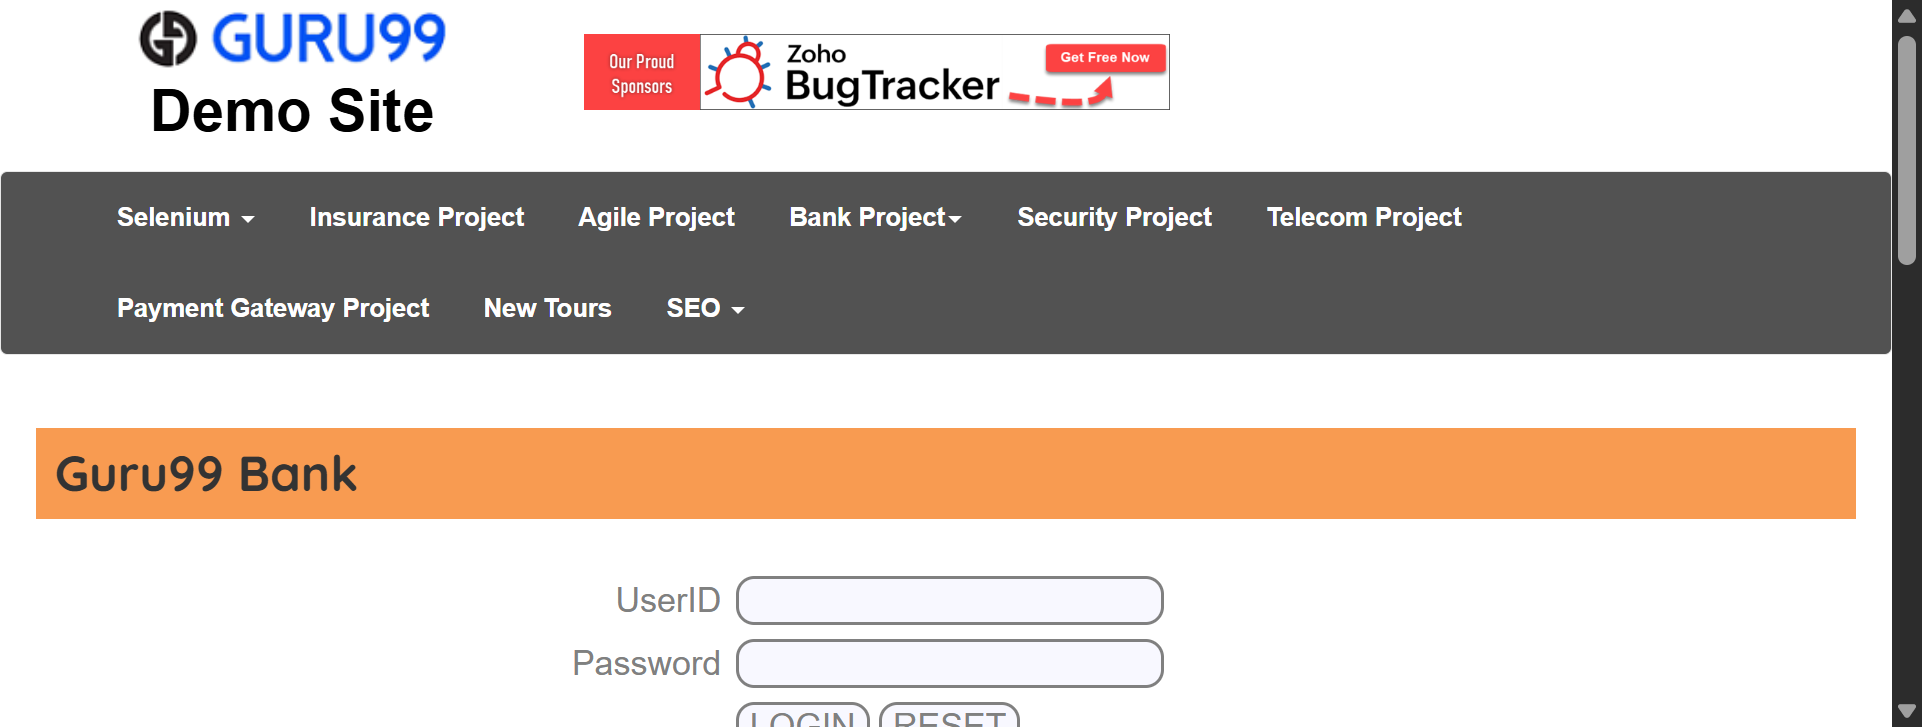 GURU99
Demo Site
Our Proud
Sponsors
Zoho
BugTracker
Get Free Now
Selenium
Insurance Project
Agile Project
Bank Project
Security Project
Telecom Project
Payment Gateway Project
New Tours
SEO
Guru99 Bank
UserID
Password
LOGIN
RESET